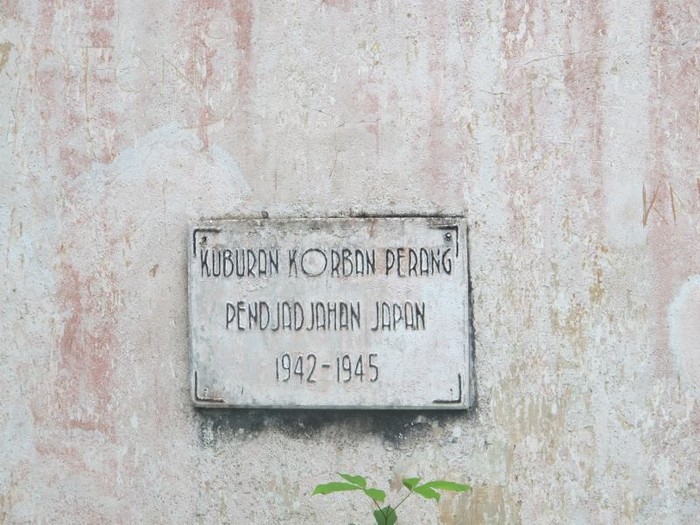 KUBURAN KORBAN PERANG
PENDJADJAHAN JAPAN
1942-1945